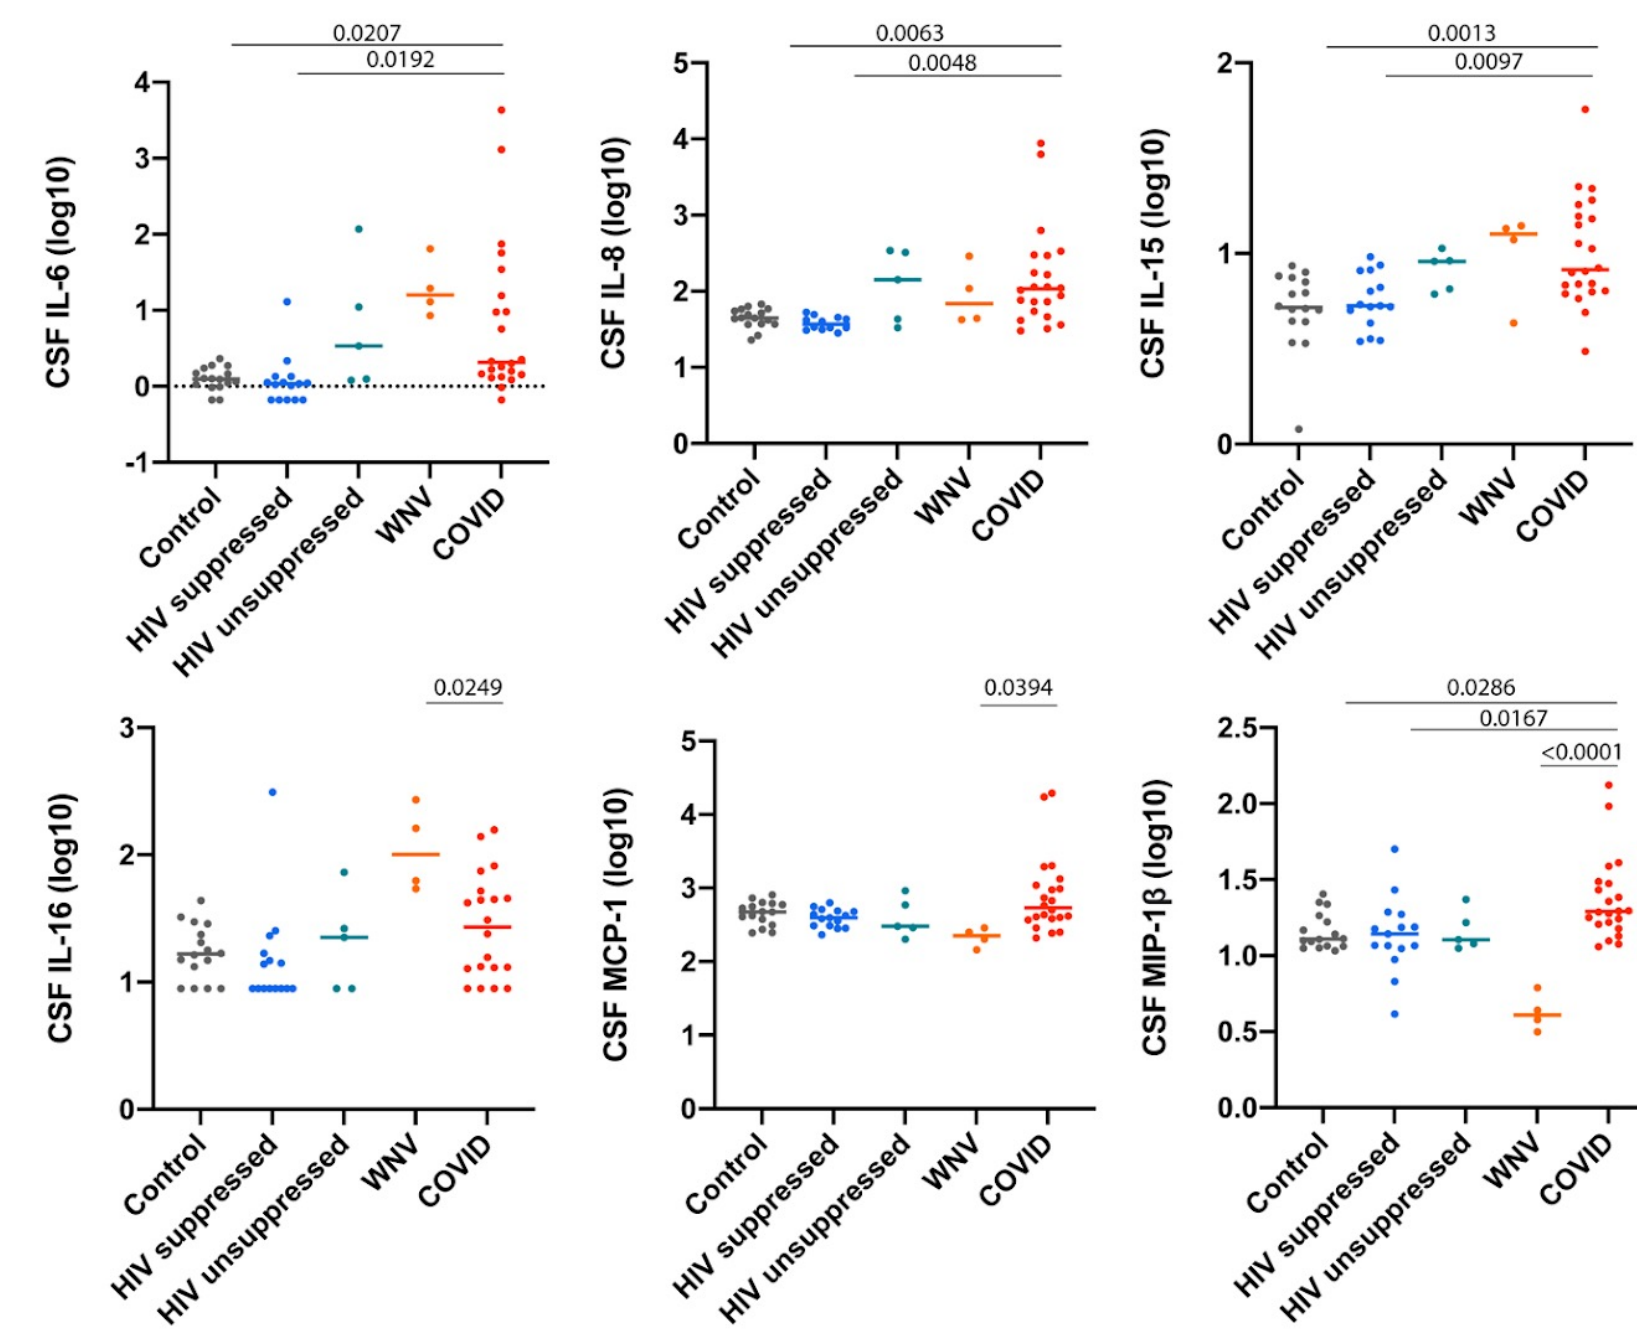 0.0207
0.0192
CSF IL-6 (log10)
4
3
2
1
0
-1
Control
HIV suppressed
HIV unsuppressed
WNV
COVID
0.0063
0.0048
CSF IL-8 (log10)
5
4
3
2
1
0
Control
HIV suppressed
HIV unsuppressed
WNV
COVID
0.0013
0.0097
CSF IL-15 (log10)
2
1
0
Control
HIV suppressed
HIV unsuppressed
WNV
COVID
0.0249
CSF IL-16 (log10)
3
2
1
0
Control
HIV suppressed
HIV unsuppressed
WNV
COVID
0.0394
CSF MCP-1 (log10)
5
4
3
2
1
0
Control
HIV suppressed
HIV unsuppressed
WNV
COVID
0.0286
0.0167
<0.0001
CSF MIP-1β (log10)
2.5
2.0
1.5
1.0
0.5
0.0
Control
HIV suppressed
HIV unsuppressed
WNV
COVID